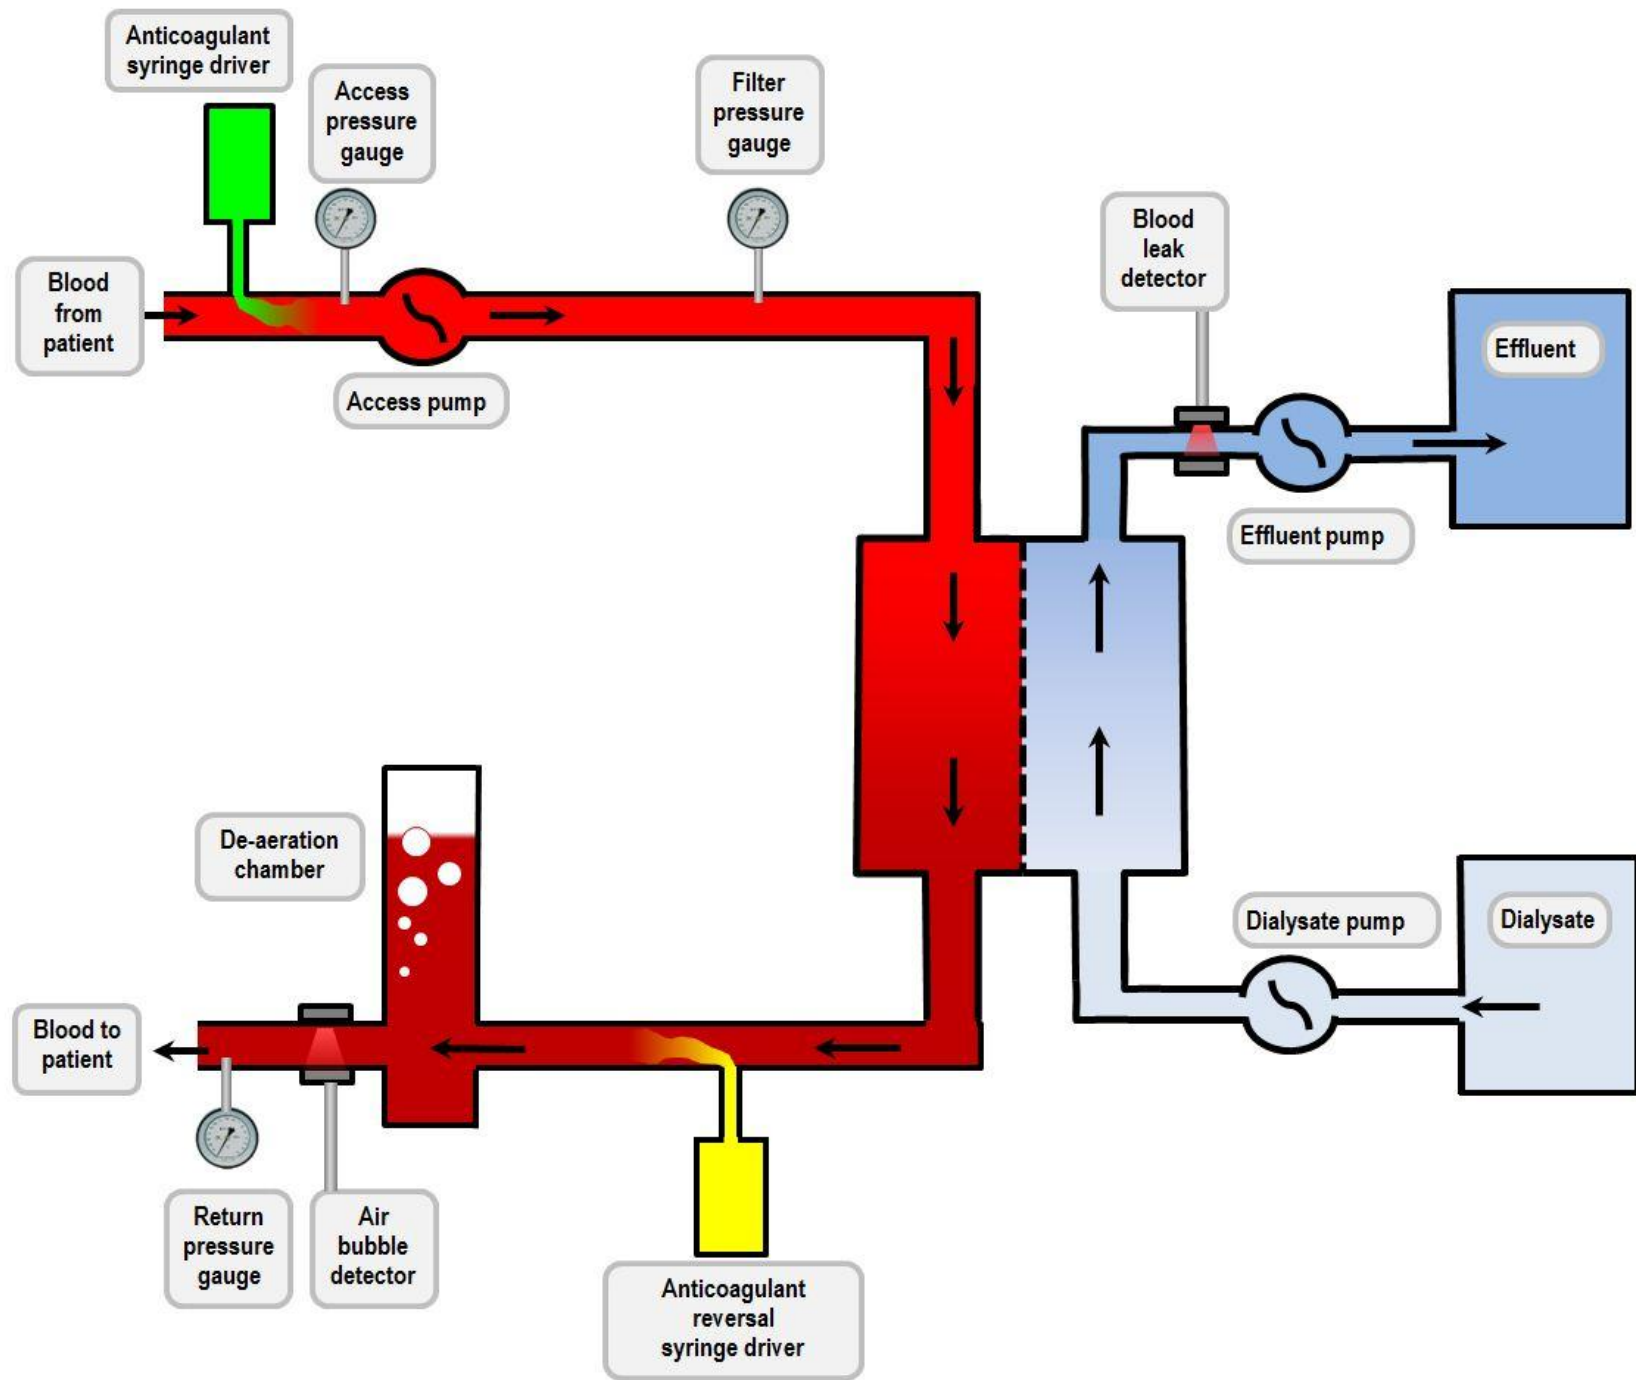 Anticoagulant
syringe driver
Access
pressure
gauge
Filter
pressure
gauge
Blood
leak
detector
Blood
from
patient
Access pump
Effluent
Effluent pump
De-aeration
chamber
Dialysate pump
Dialysate
Blood to
patient
Return
pressure
gauge
Air
bubble
detector
Anticoagulant
reversal
syringe driver